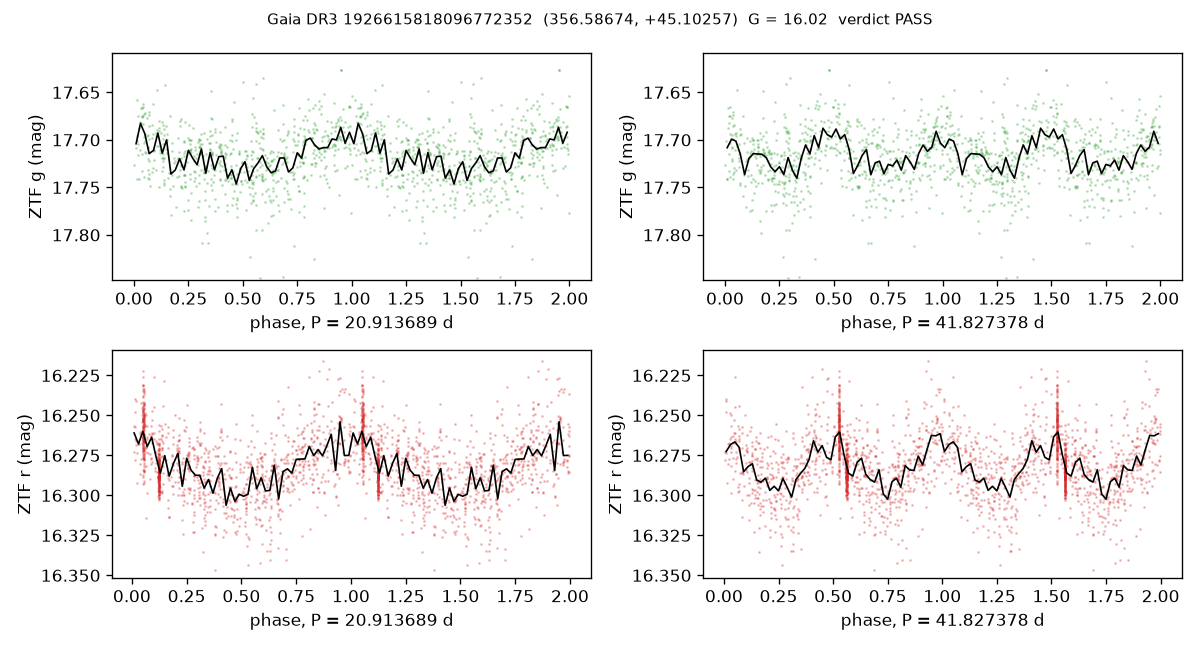 Gaia DR3 1926615818096772352  (356.58674, +45.10257)  G = 16.02  verdict PASS
ZTF g (mag)
17.65
17.70
17.75
17.80
0.00 0.25 0.50 0.75 1.00 1.25 1.50 1.75 2.00
phase, P = 20.913689 d
ZTF g (mag)
17.65
17.70
17.75
17.80
0.00 0.25 0.50 0.75 1.00 1.25 1.50 1.75 2.00
phase, P = 41.827378 d
ZTF r (mag)
16.225
16.250
16.275
16.300
16.325
16.350
0.00 0.25 0.50 0.75 1.00 1.25 1.50 1.75 2.00
phase, P = 20.913689 d
ZTF r (mag)
16.225
16.250
16.275
16.300
16.325
16.350
0.00 0.25 0.50 0.75 1.00 1.25 1.50 1.75 2.00
phase, P = 41.827378 d